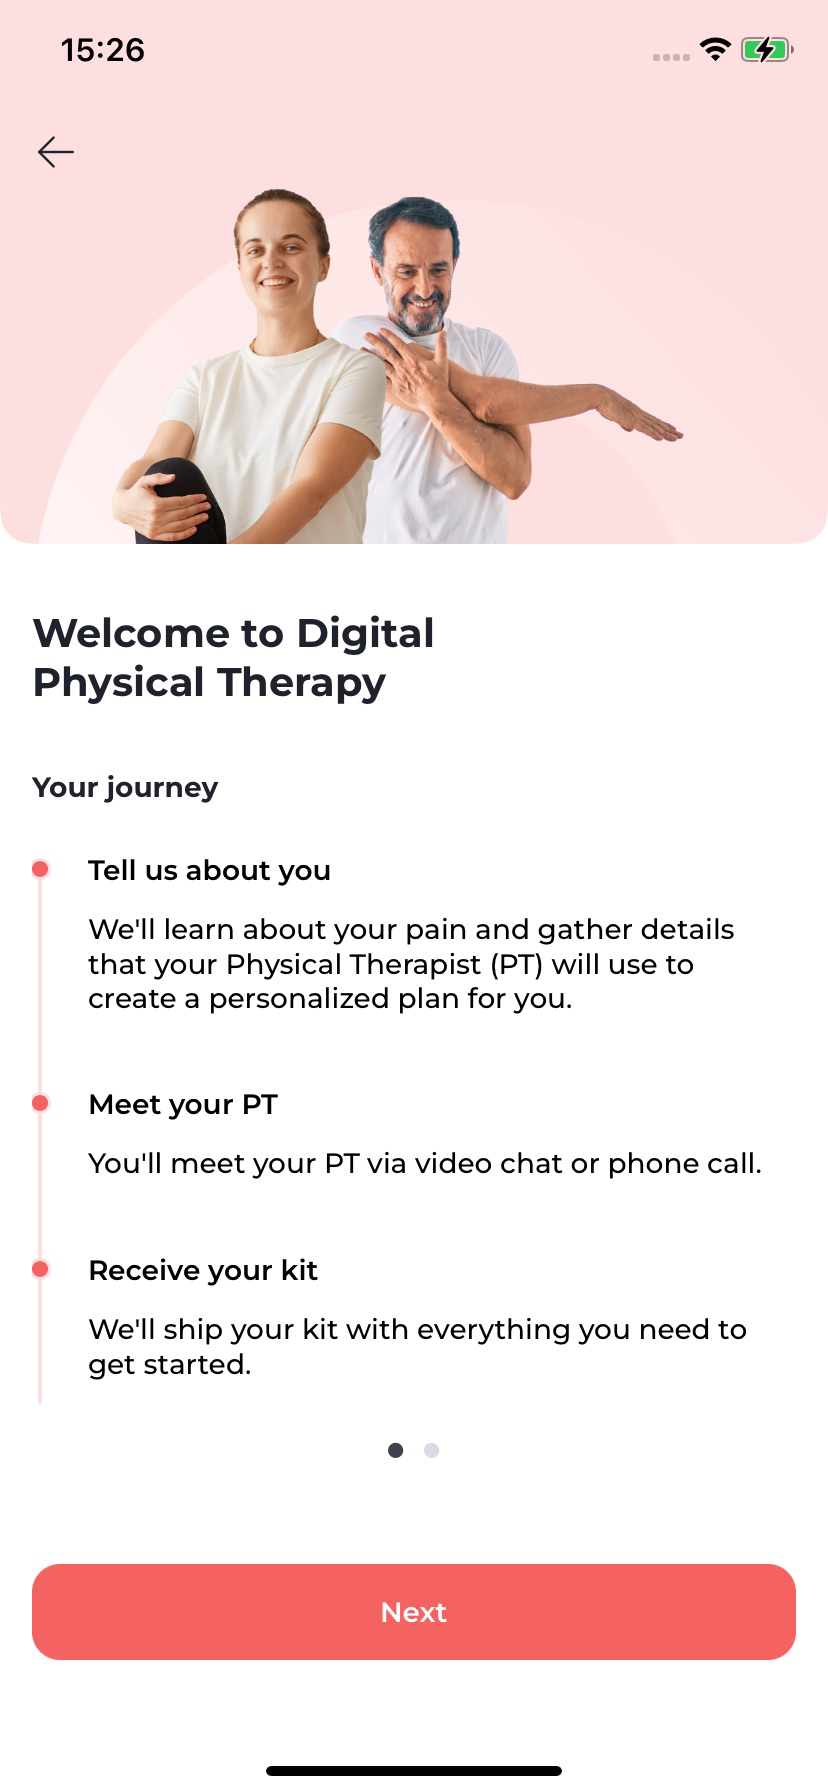 15:26
Welcome to Digital
Physical Therapy
Your journey
Tell us about you
We'll learn about your pain and gather details
that your Physical Therapist (PT) will use to
create a personalized plan for you.
Meet your PT
You'll meet your PT via video chat or phone call.
Receive your kit
We'll ship your kit with everything you need to
get started.
Next